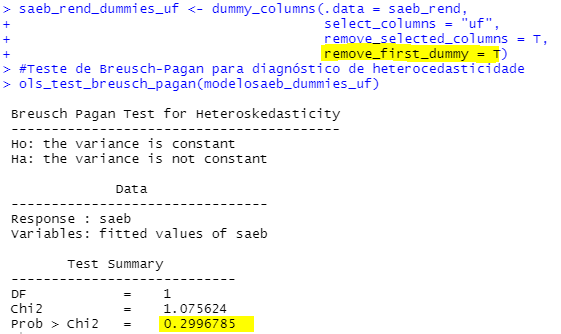 > saeb_rend_dummies_uf <- dummy_columns(.data = saeb_rend,
+                                       select_columns = "uf",
+                                       remove_selected_columns = T,
+                                       remove_first_dummy = T)
> #Teste de Breusch-Pagan para diagnóstico de heterocedasticidade
> ols_test_breusch_pagan(modelosaeb_dummies_uf)
Breusch Pagan Test for Heteroskedasticity
-----------------------------------------
Ho: the variance is constant
Ha: the variance is not constant
Data
--------------------------------
Response : saeb
Variables: fitted values of saeb
Test Summary
----------------------------
DF            =    1
Chi2          =    1.075624
Prob > Chi2   =    0.2996785